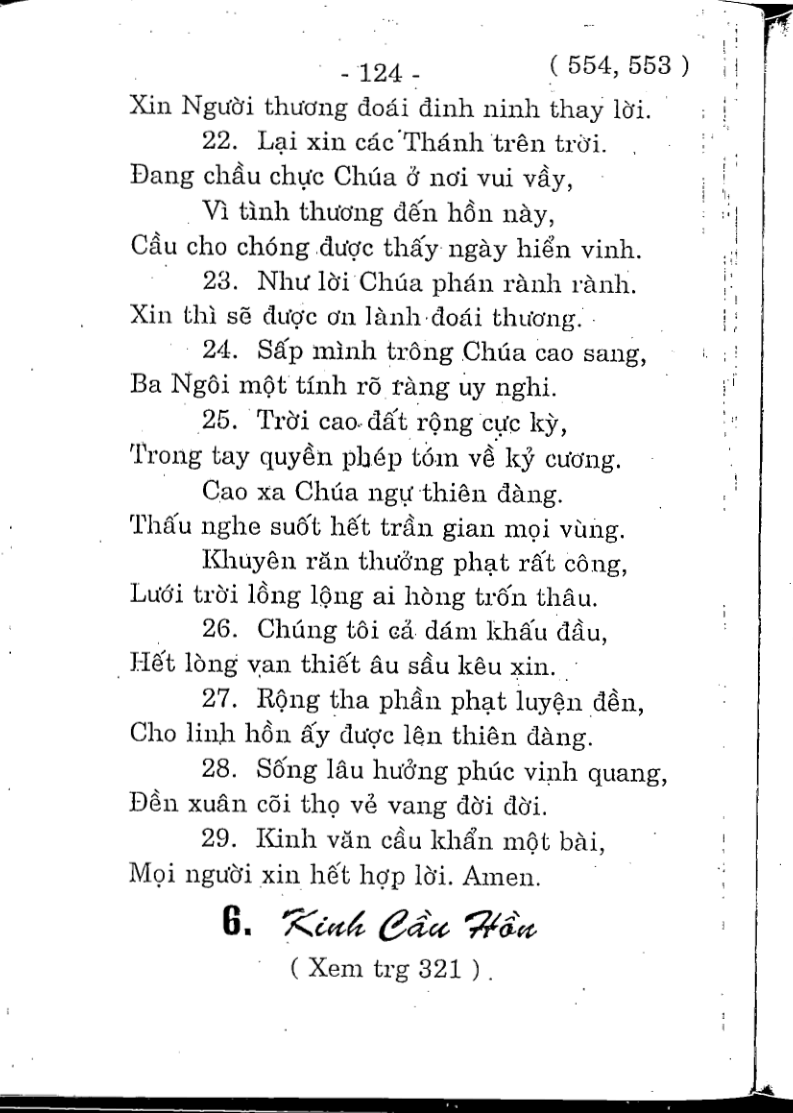 - 124 -
( 554, 553 )
Xin Người thương đoái đinh ninh thay lời.
22. Lại xin các Thánh trên trời.
Đang chầu chực Chúa ở nơi vui vầy,
Vì tình thương đến hồn này,
Cầu cho chóng được thấy ngày hiển vinh.
23. Như lời Chúa phán rành rành.
Xin thì sẽ được ơn lành đoái thương.
24. Sấp mình trông Chúa cao sang,
Ba Ngôi một tính rõ ràng uy nghi.
25. Trời cao đất rộng cực kỳ,
Trong tay quyền phép tóm về kỷ cương.
Cao xa Chúa ngự thiên đàng.
Thấu nghe suốt hết trần gian mọi vùng.
Khuyên răn thưởng phạt rất công,
Lưới trời lồng lộng ai hòng trốn thâu.
26. Chúng tôi cả dám khấu đầu,
Hết lòng vạn thiết âu sầu kêu xin.
27. Rộng tha phần phạt luyện đền,
Cho linh hồn ấy được lên thiên đàng.
28. Sống lâu hưởng phúc vinh quang,
Đền xuân cõi thọ vẻ vang đời đời.
29. Kinh văn cầu khẩn một bài,
Mọi người xin hết hợp lời. Amen.
6. Kinh Cầu Hồn
( Xem trg 321 ) .